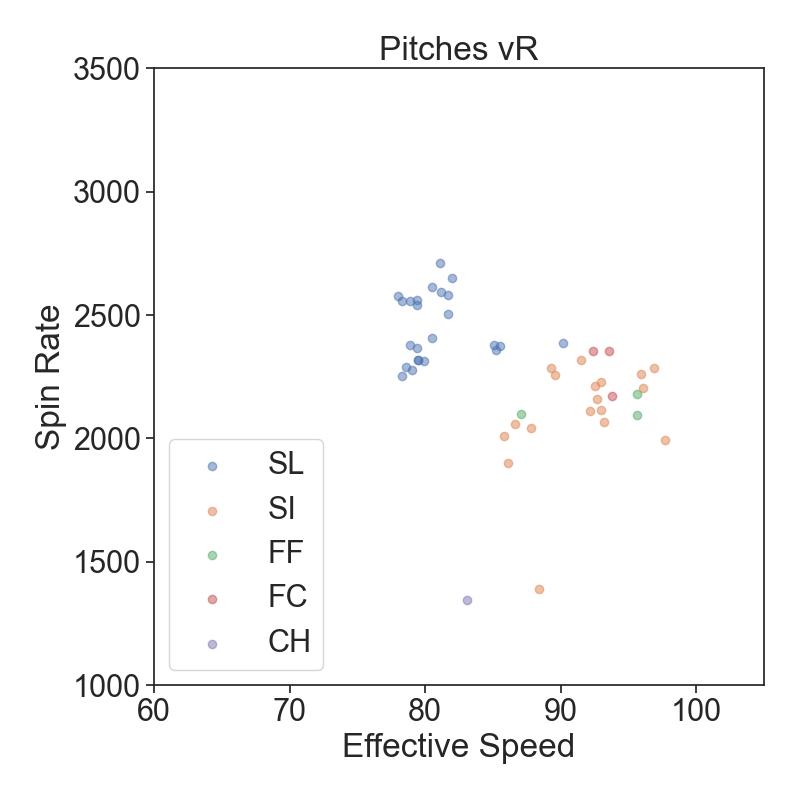 Pitches vR
3500
3000
2500
2000
1500
1000
Spin Rate
SL
SI
FF
FC
CH
60 70 80 90 100
Effective Speed